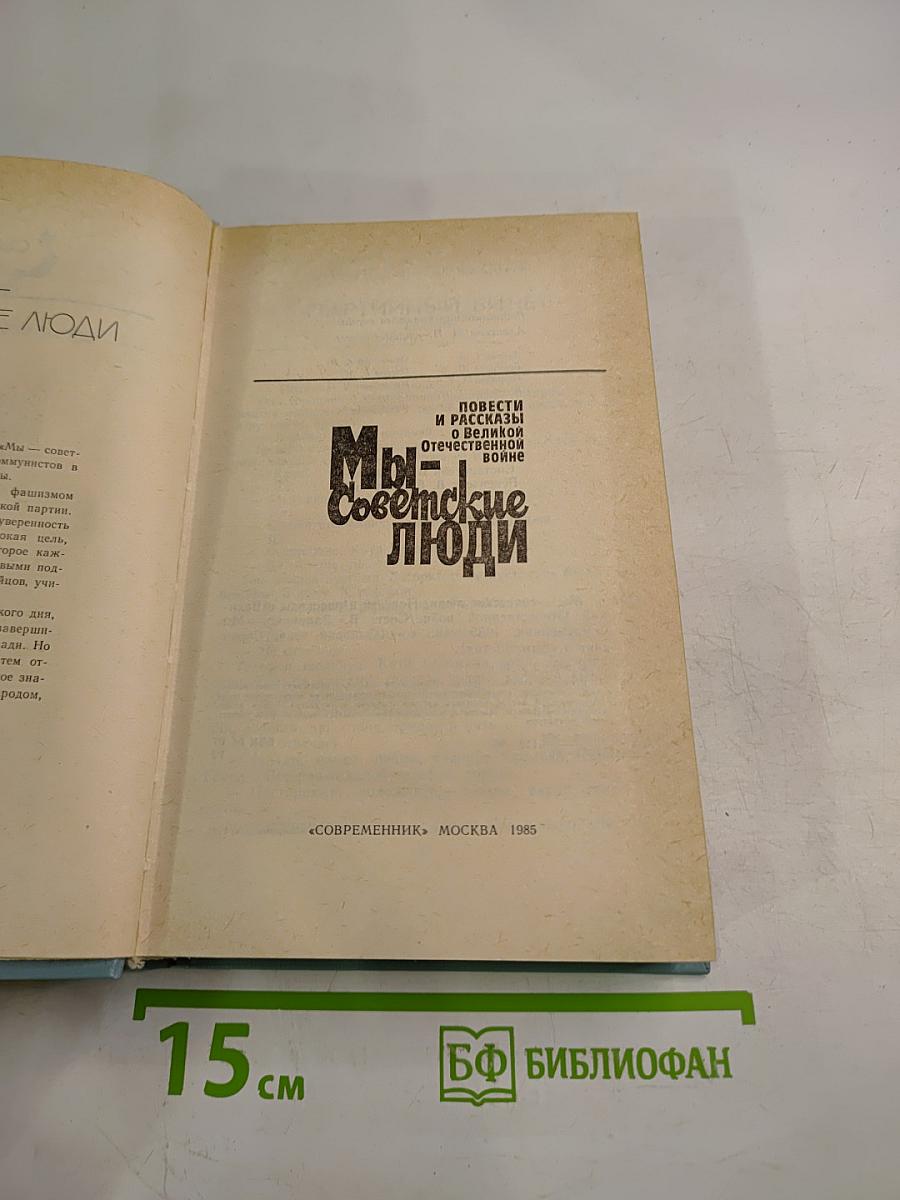 Е ЛЮДИ
«Мы — совет-
ммунистов в
ы.
фашизмом
кой партии.
уверенность
окая цель,
торое каж-
выми под-
йцов, учи-
кого дня,
заверши-
ади. Но
тем от-
ое зна-
родом,
ПОВЕСТИ
И РАССКАЗЫ
о Великой
Отечественной
войне
Мы-
Советские
люди
«СОВРЕМЕННИК» МОСКВА 1985
15 см
БФ БИБЛИОФАН